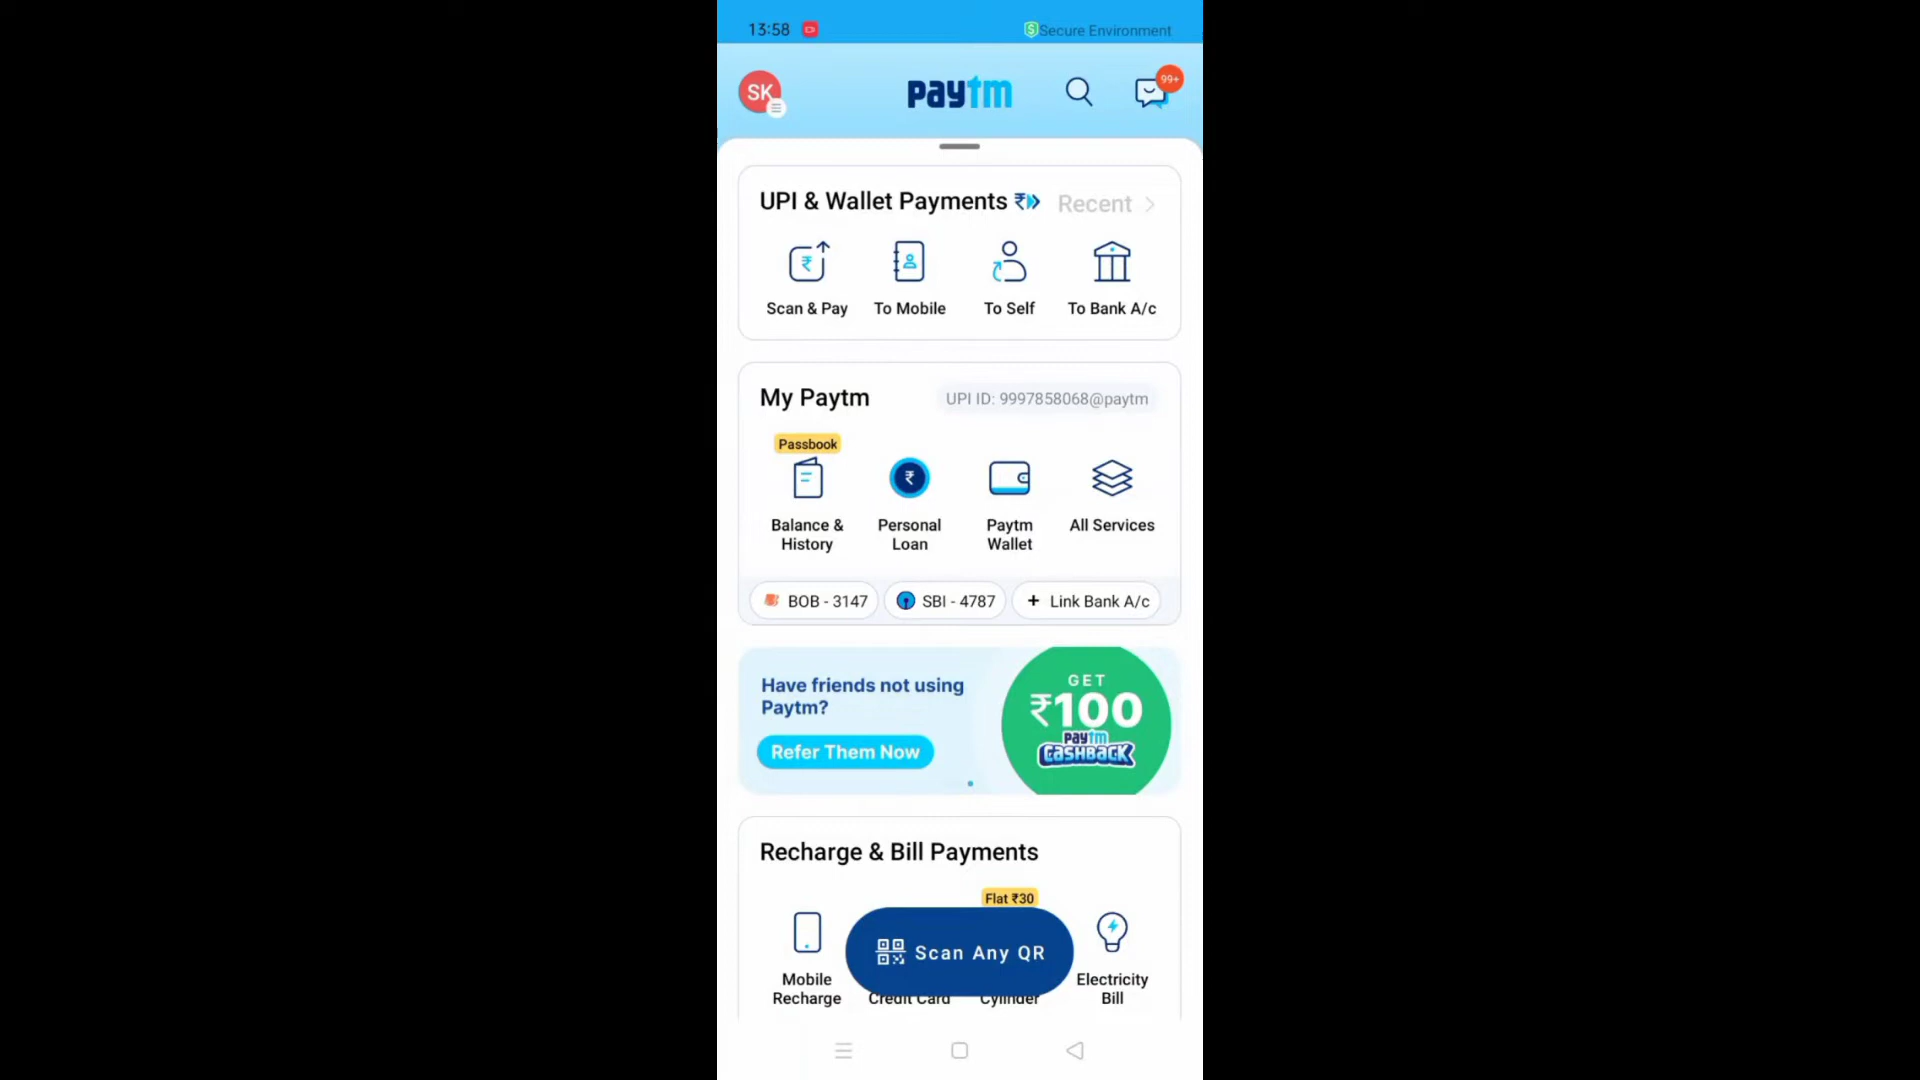 13:58
Secure Environment
SK
paytm
99+
UPI & Wallet Payments
Recent
Scan & Pay
To Mobile
To Self
To Bank A/c
My Paytm
UPI ID: 9997858068@paytm
Passbook
Balance &
History
Personal
Loan
Paytm
Wallet
All Services
BOB - 3147
SBI - 4787
+ Link Bank A/c
Have friends not using
Paytm?
Refer Them Now
GET
₹100
paytm
CASHBACK
Recharge & Bill Payments
Flat ₹30
Mobile
Recharge
Credit Card
Cylinder
Electricity
Bill
Scan Any QR